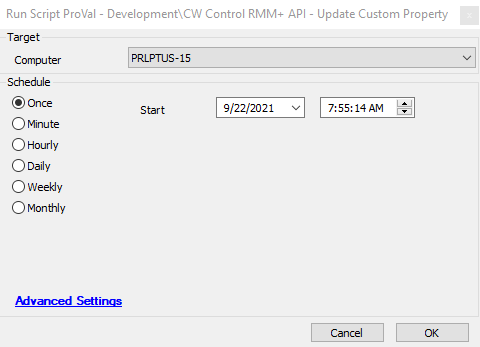 Run Script ProVal - Development\CW Control RMM+ API - Update Custom Property
Target
Computer PRLPTUS-15
Schedule
Once Start 9/22/2021 7:55:14 AM
Minute
Hourly
Daily
Weekly
Monthly
Advanced Settings
Cancel OK